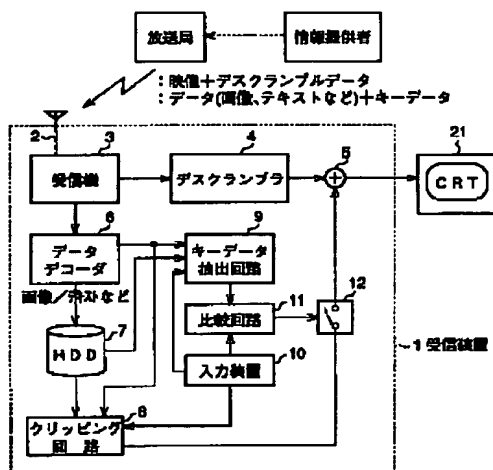 放送局
情報提供者
:映像+デスクランブルデータ
:データ(画像、テキストなど)+キーデータ
2
3
受信機
4
デスクランブラ
5
21
CRT
6
データ
デコーダ
9
キーデータ
抽出回路
画像/テストなど
7
HDD
11
比較回路
12
10
入力装置
~1 受信装置
8
クリッピング
回路